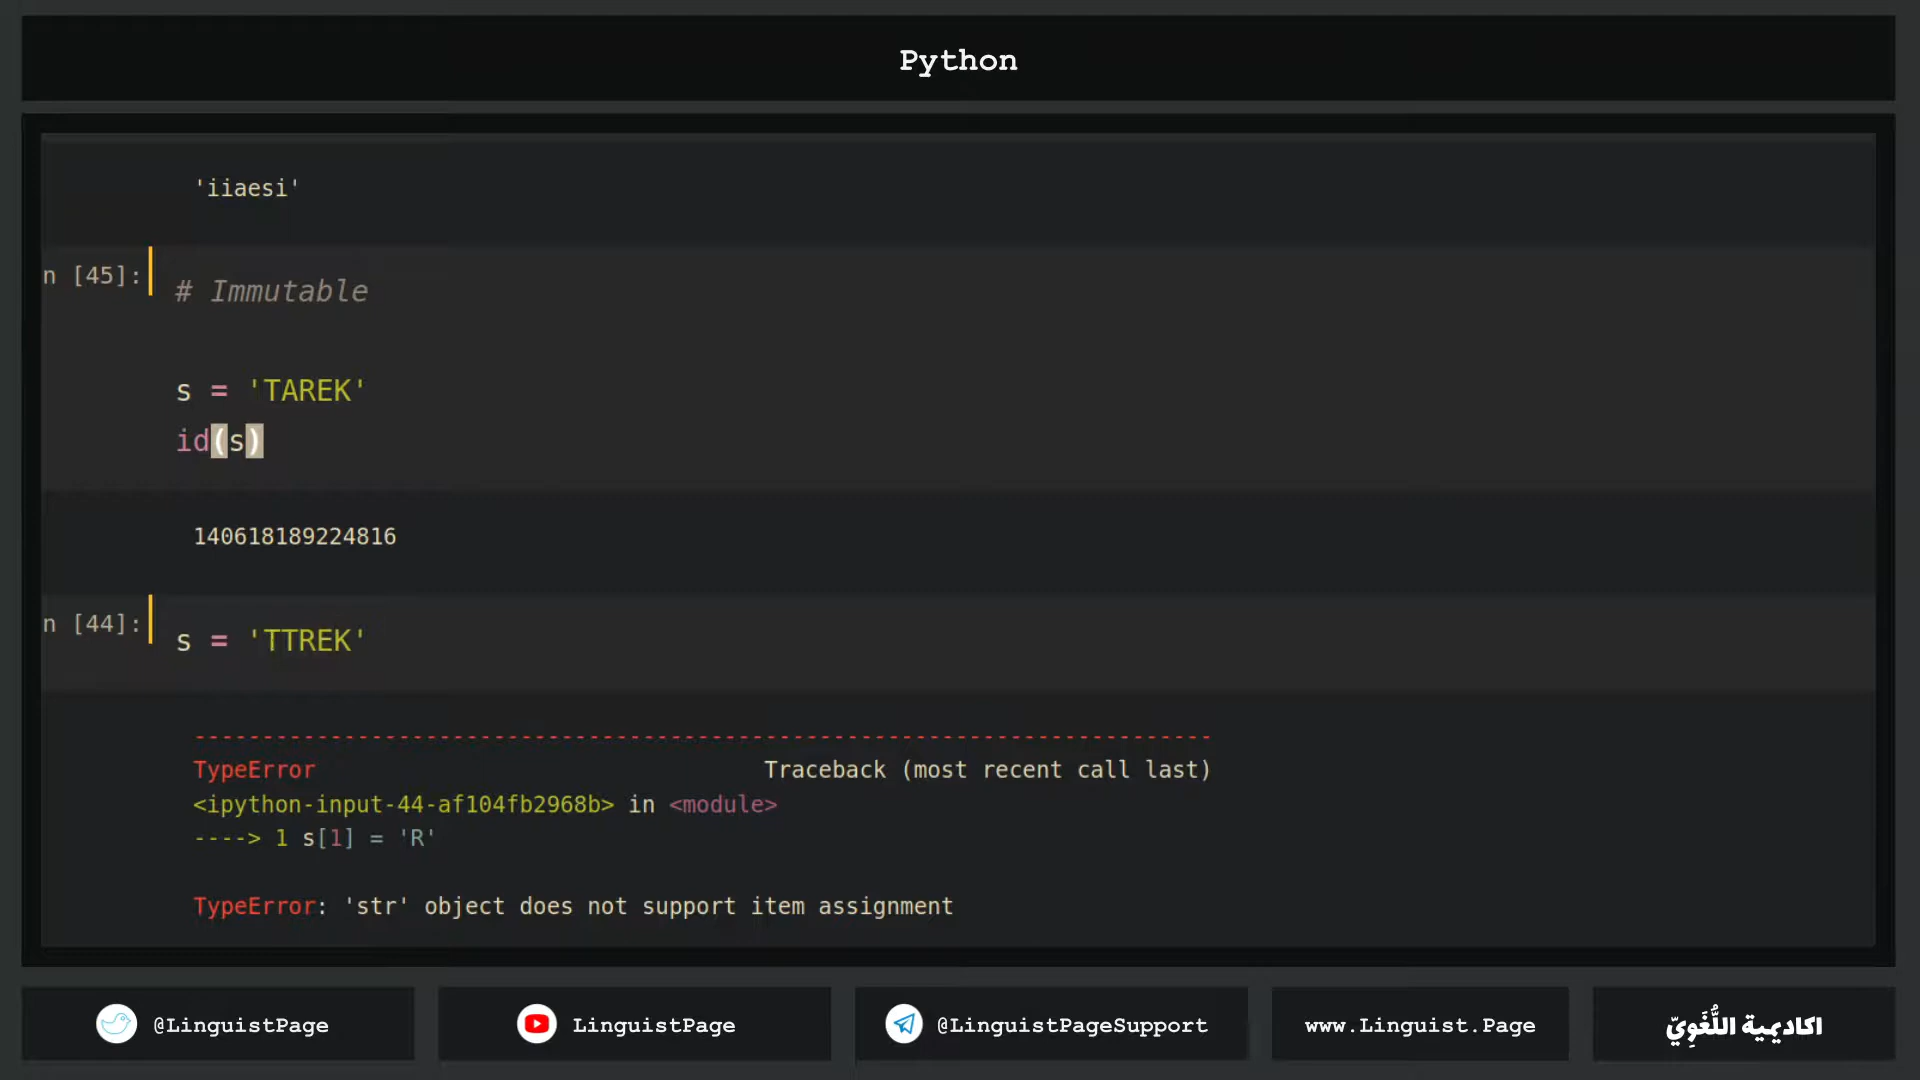 Python
'iiaesi'
n [45]:
# Immutable
s = 'TAREK'
id(s)
140618189224816
n [44]:
s = 'TTREK'
---------------------------------------------------------------------------
TypeError Traceback (most recent call last)
<ipython-input-44-af104fb2968b> in <module>
----> 1 s[1] = 'R'
TypeError: 'str' object does not support item assignment
@LinguistPage
LinguistPage
@LinguistPageSupport
www.Linguist.Page
اكاديمية اللُّغَوِيّ